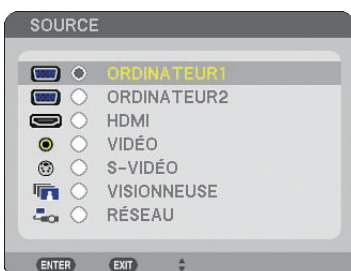 SOURCE
ORDINATEUR1
ORDINATEUR2
HDMI
VIDÉO
S-VIDÉO
VISIONNEUSE
RÉSEAU
ENTER EXIT